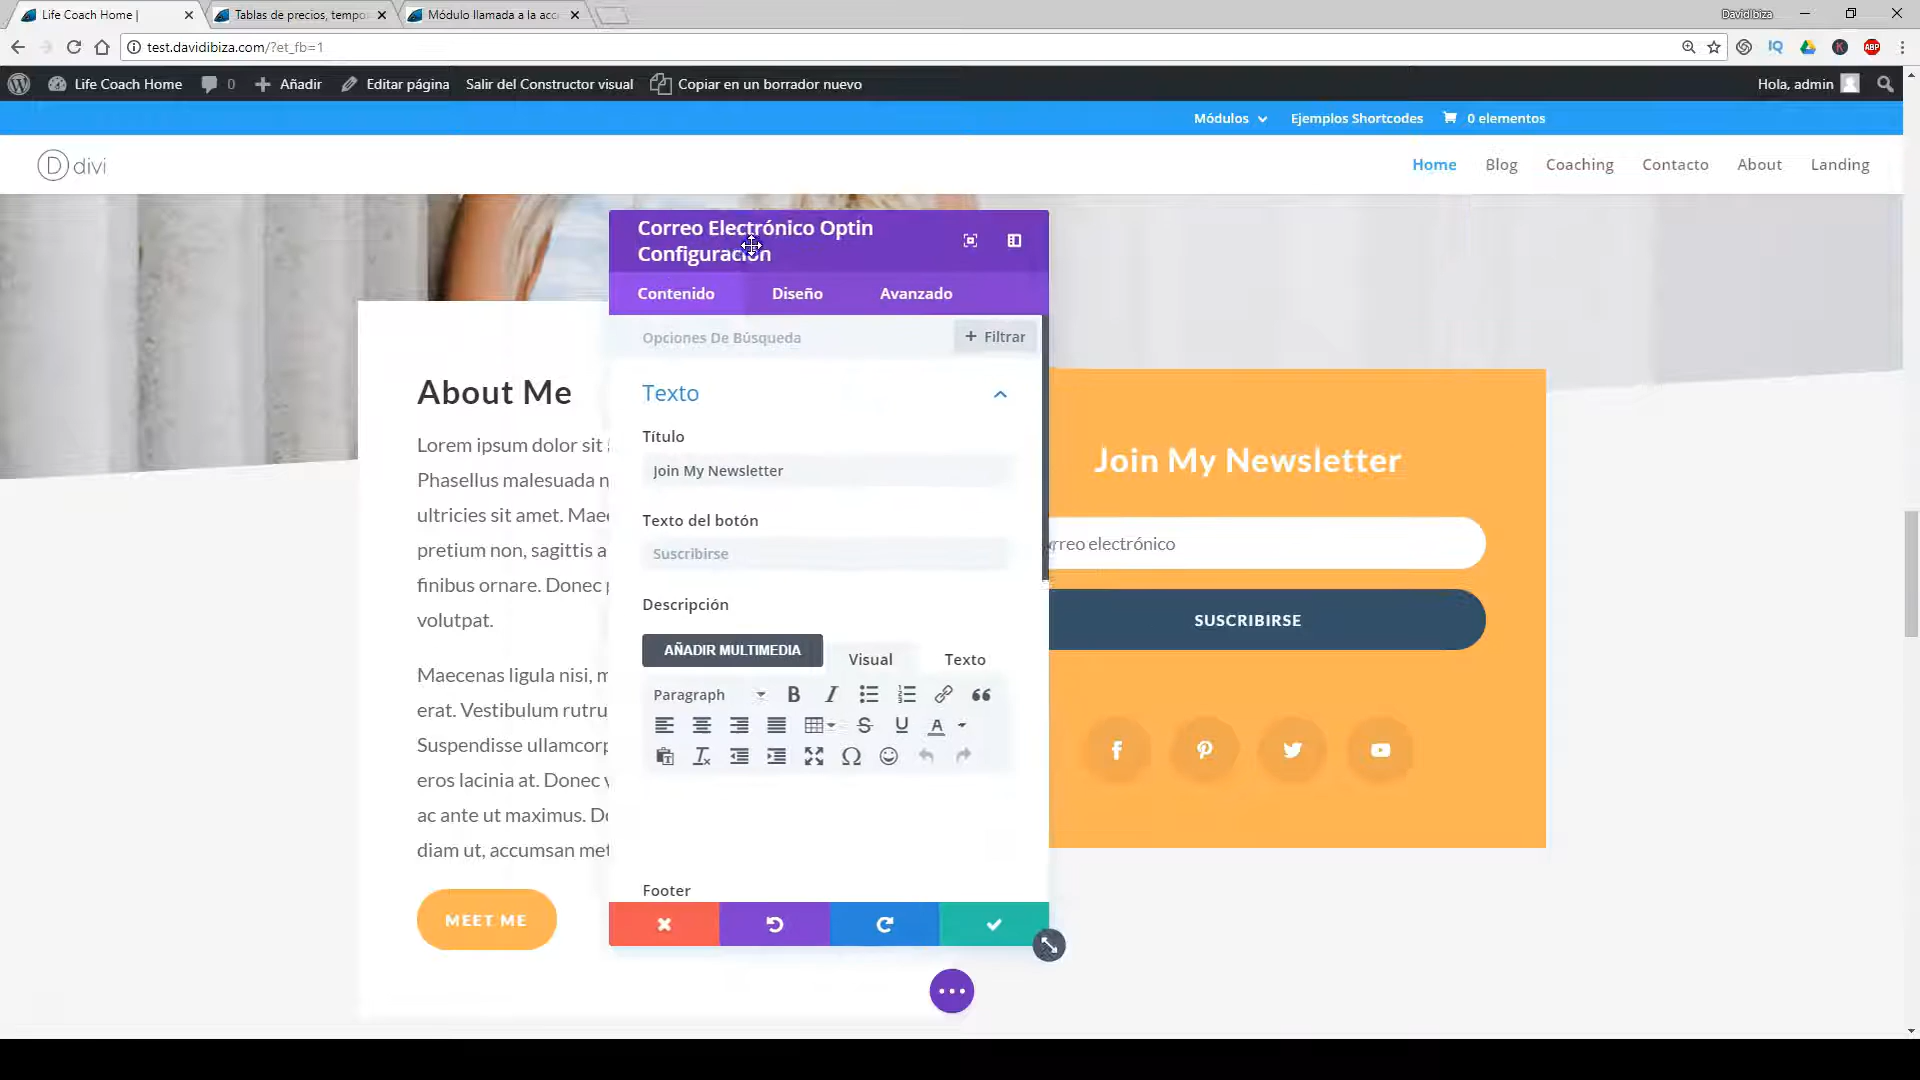 Life Coach Home |
Tablas de precios, tempo
Módulo llamada a la acc
DavidIbiza
test.davidibiza.com/?et_fb=1
Life Coach Home
0
Añadir
Editar página
Salir del Constructor visual
Copiar en un borrador nuevo
Hola, admin
Módulos
Ejemplos Shortcodes
0 elementos
D divi
Home
Blog
Coaching
Contacto
About
Landing
Correo Electrónico Optin
Configuración
Contenido
Diseño
Avanzado
Opciones De Búsqueda
+ Filtrar
Texto
Título
Join My Newsletter
Texto del botón
Suscribirse
Descripción
AÑADIR MULTIMEDIA
Visual
Texto
Paragraph
Footer
About Me
Lorem ipsum dolor sit
Phasellus malesuada
ultricies sit amet.
pretium non, sagittis
finibus ornare. Donec
volutpat.
Maecenas ligula nisi,
erat. Vestibulum
Suspendisse
eros lacinia at. Donec
ac ante ut maximus.
diam ut, accumsan
MEET ME
Join My Newsletter
rreo electrónico
SUSCRIBIRSE